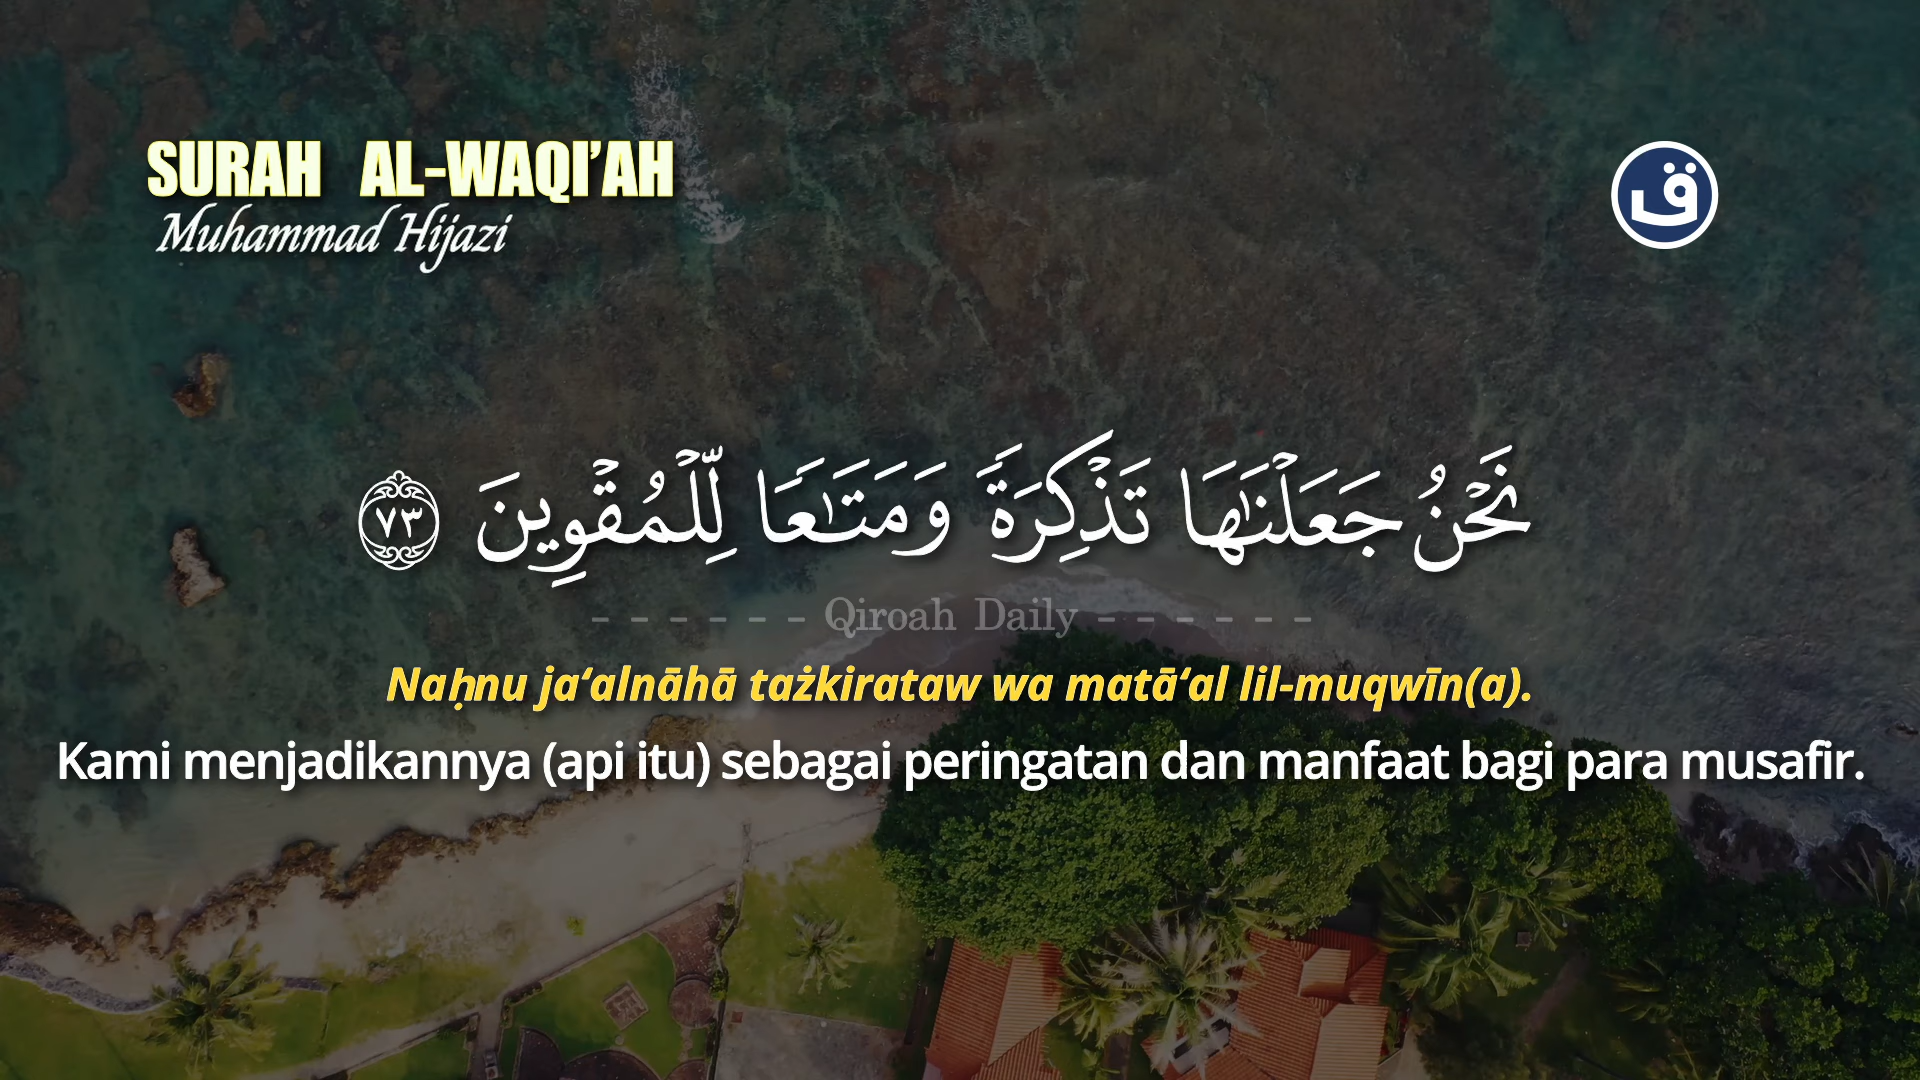 SURAH AL-WAQI’AH
Muhammad Hijazi
ق
نَحْنُ جَعَلْنَٰهَا تَذْكِرَةً وَمَتَٰعًا لِّلْمُقْوِينَ ٧٣
- - - - - - Qiroah Daily - - - - - -
Naḥnu ja‘alnāhā tażkirataw wa matā‘al lil-muqwīn(a).
Kami menjadikannya (api itu) sebagai peringatan dan manfaat bagi para musafir.